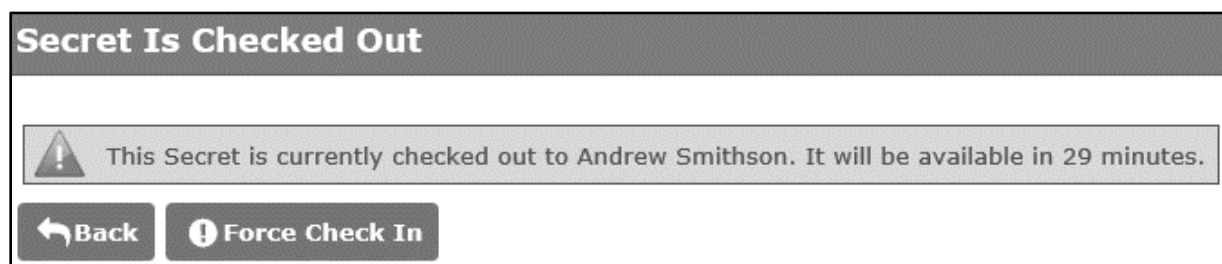 Secret Is Checked Out
This Secret is currently checked out to Andrew Smithson. It will be available in 29 minutes.
Back
Force Check In